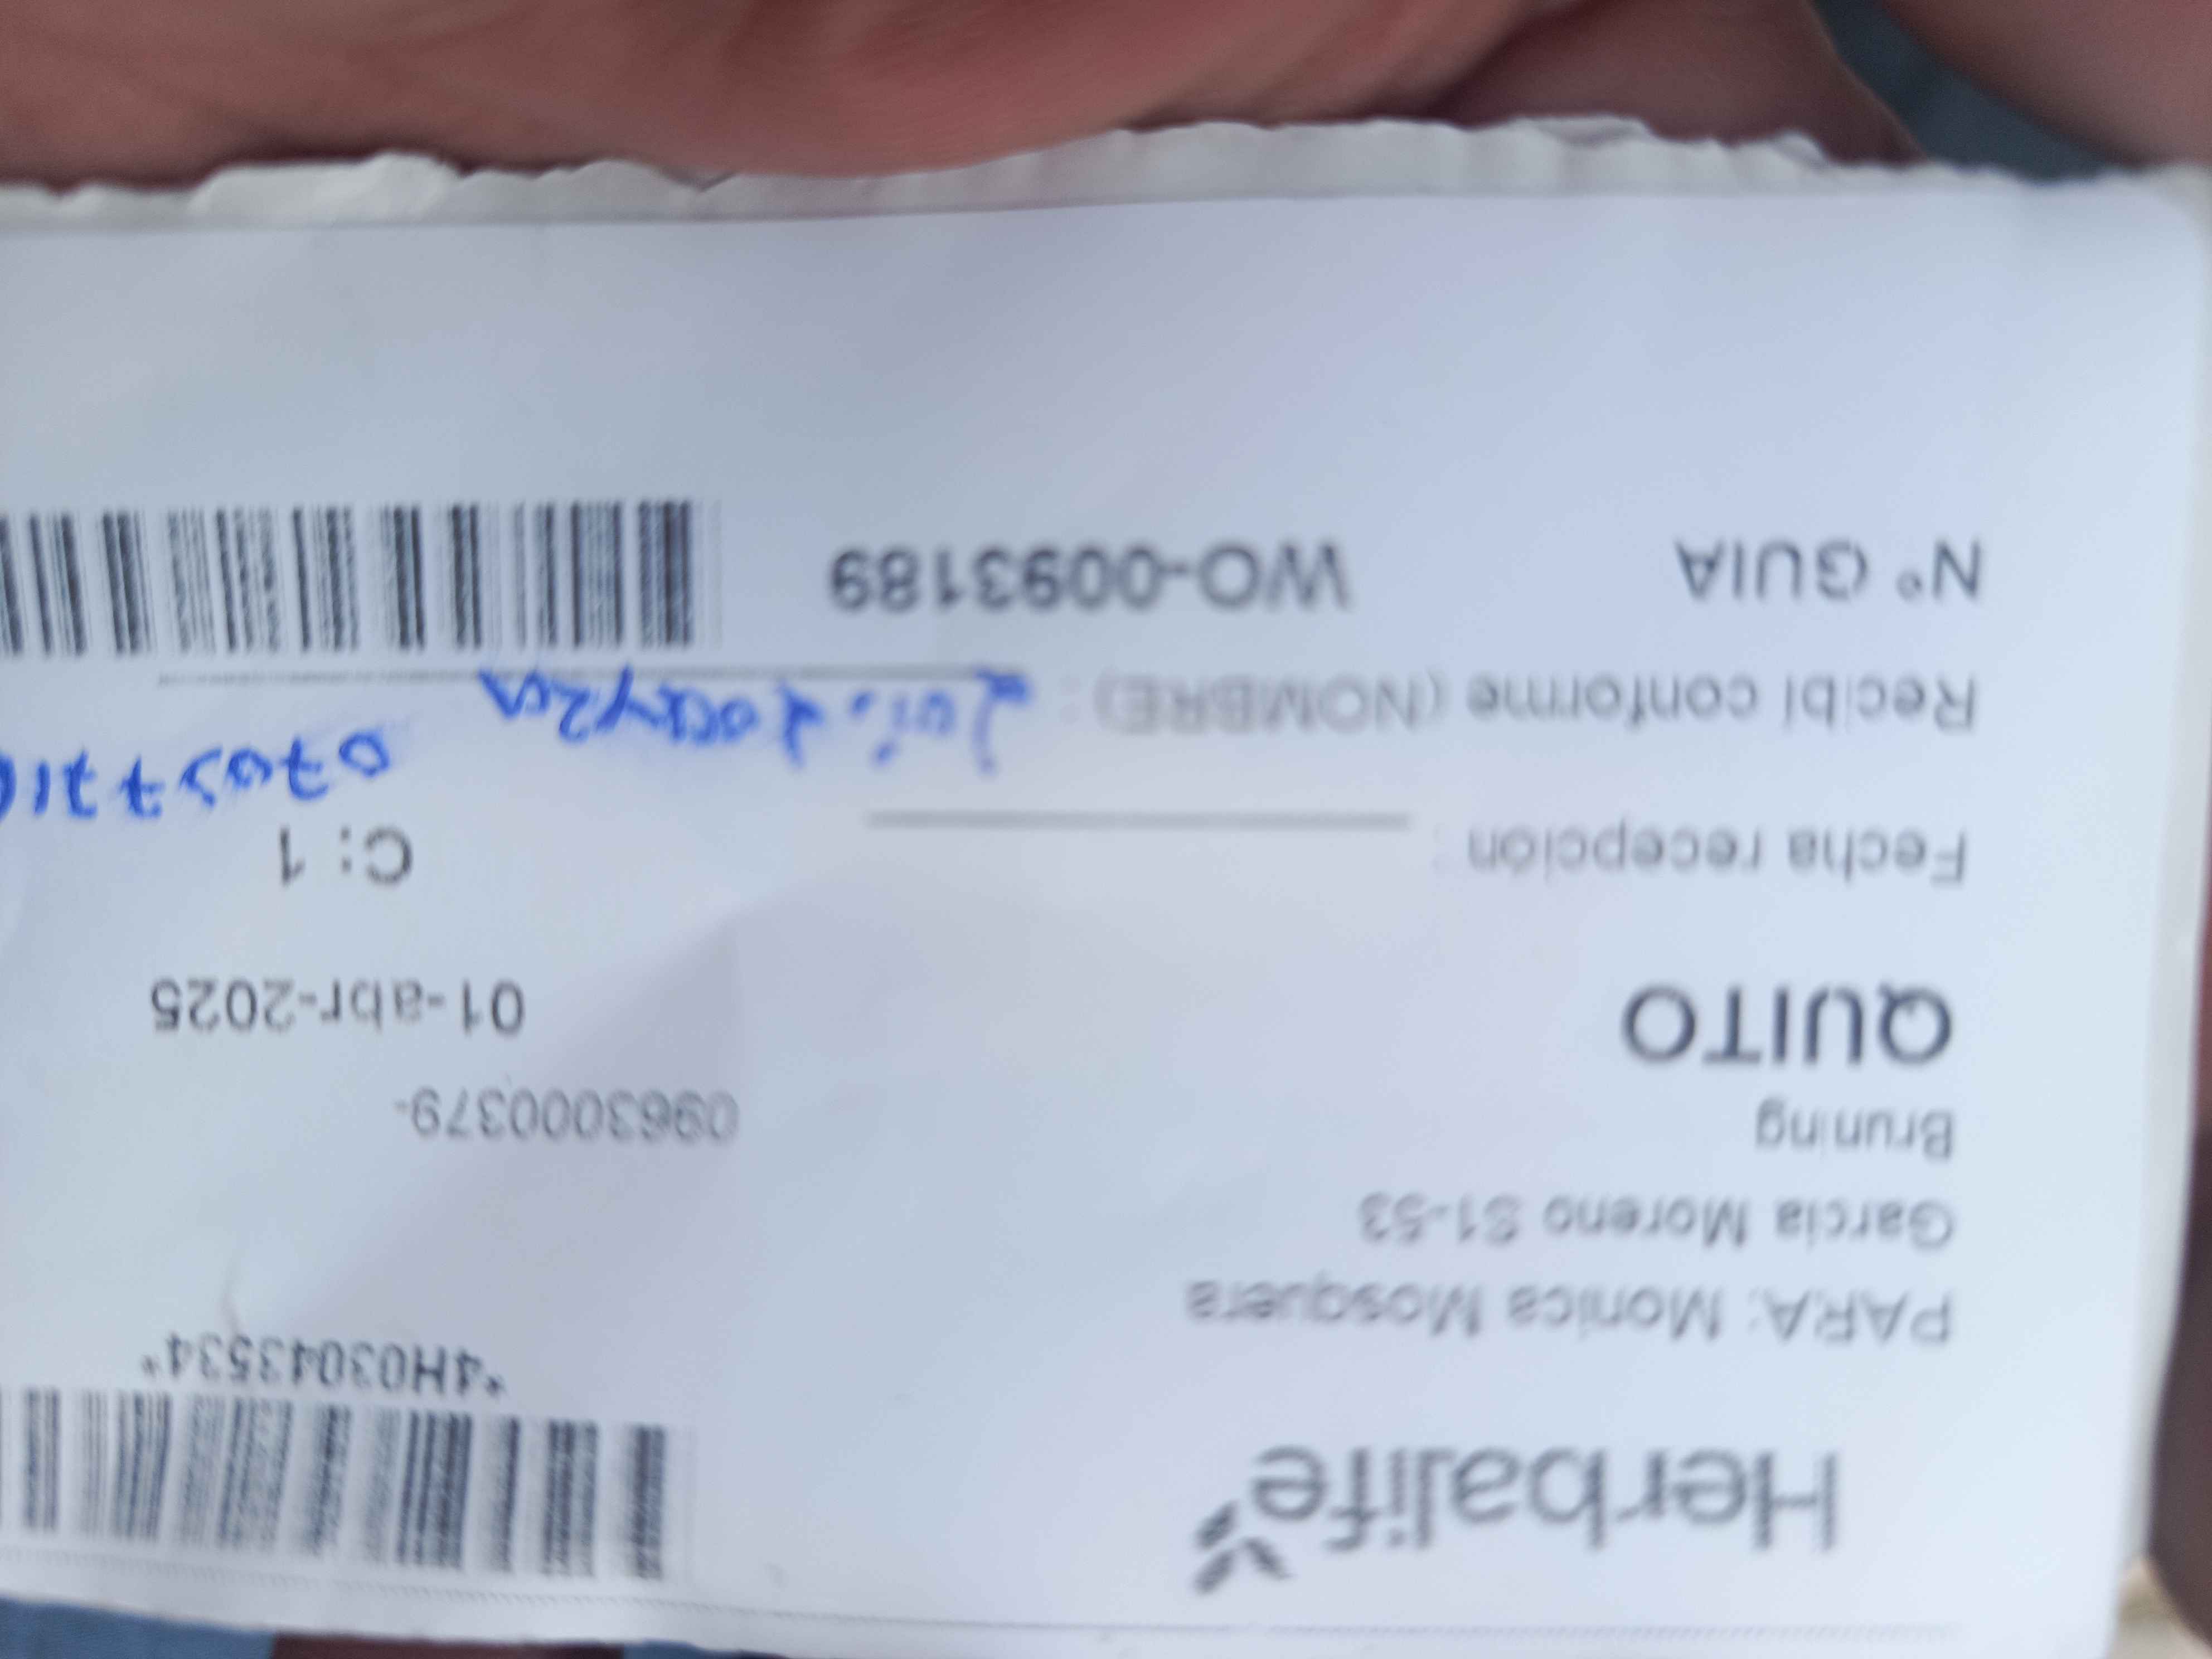 Herbalife
*4H03043534*
PARA: Monica Mosquera
Garcia Moreno S1-53
Bruning
0963000379-
QUITO
01-abr-2025
Fecha recepción :
C: 1
Recibi conforme (NOMBRE) :
N° GUIA WO-0093189